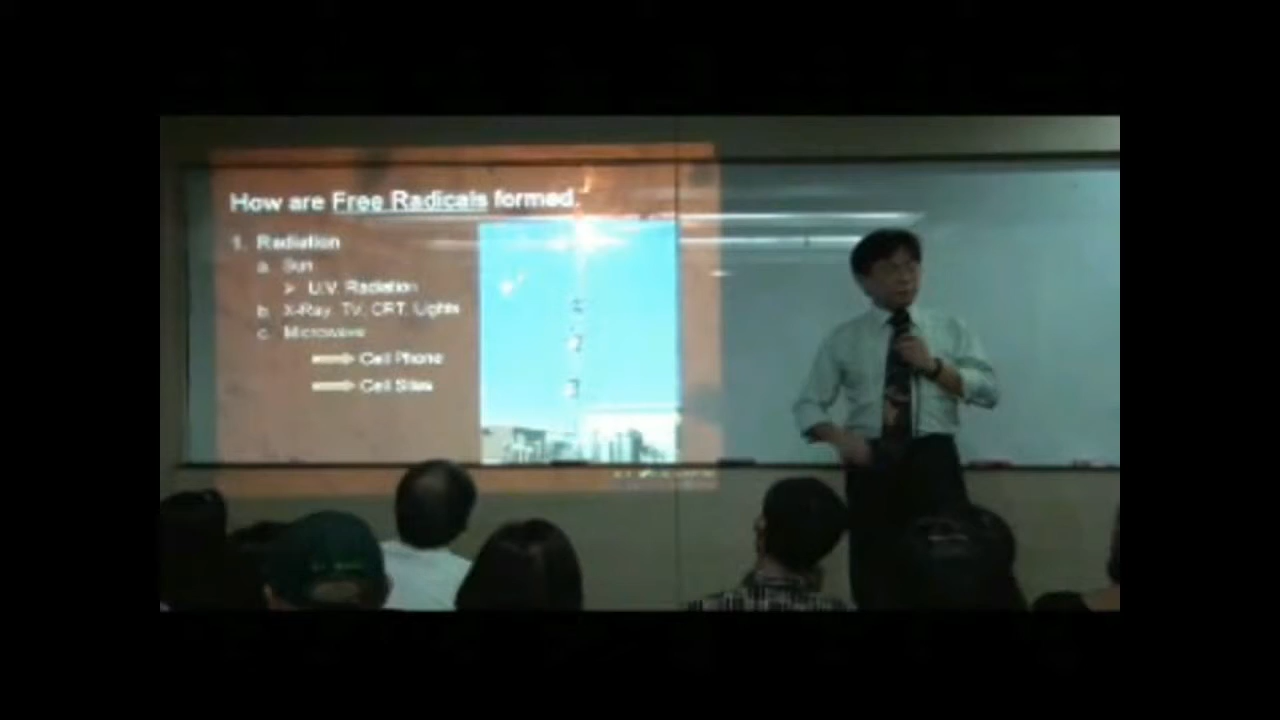 How are Free Radicals formed.
1. Radiation
a. Sun
➢ U.V. Radiation
b. X-Ray, TV, CRT, Lights
c. Microwave
Cell Phone
Cell Sites